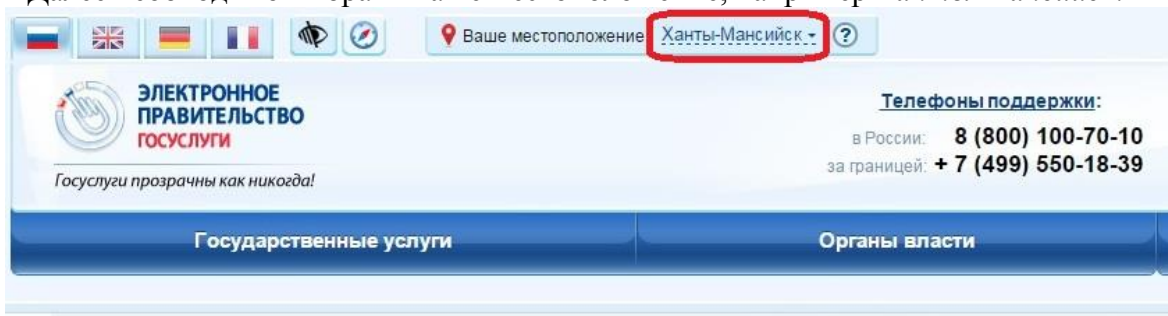 Ваше местоположение Ханты-Мансийск ?
ЭЛЕКТРОННОЕ
ПРАВИТЕЛЬСТВО
ГОСУСЛУГИ
Госуслуги прозрачны как никогда!
Телефоны поддержки:
в России: 8 (800) 100-70-10
за границей: + 7 (499) 550-18-39
Государственные услуги
Органы власти